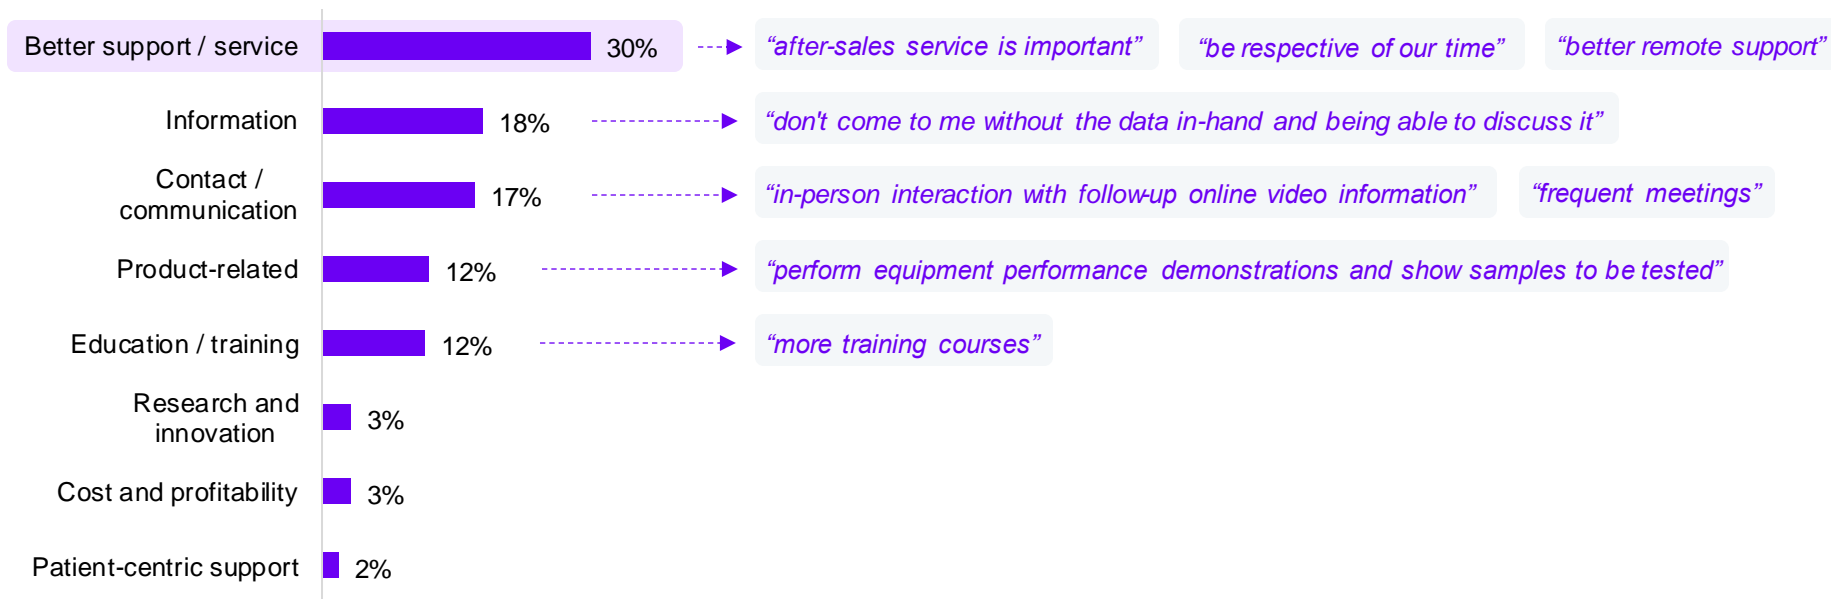 Better support / service 30% “after-sales service is important” “be respective of our time” “better remote support”
Information 18% “don't come to me without the data in-hand and being able to discuss it”
Contact /
communication 17% “in-person interaction with follow-up online video information” “frequent meetings”
Product-related 12% “perform equipment performance demonstrations and show samples to be tested”
Education / training 12% “more training courses”
Research and
innovation 3%
Cost and profitability 3%
Patient-centric support 2%